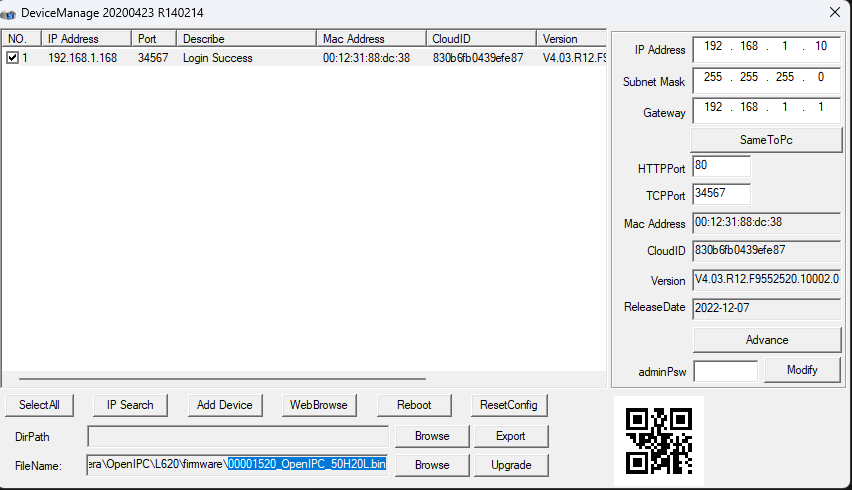 DeviceManage 20200423 R140214
NO. IP Address Port Describe Mac Address CloudID Version
1 192.168.1.168 34567 Login Success 00:12:31:88:dc:38 830b6fb0439efe87 V4.03.R12.F9
IP Address 192 . 168 . 1 . 10
Subnet Mask 255 . 255 . 255 . 0
Gateway 192 . 168 . 1 . 1
SameToPc
HTTPPort 80
TCPPort 34567
Mac Address 00:12:31:88:dc:38
CloudID 830b6fb0439efe87
Version V4.03.R12.F9552520.10002.0
ReleaseDate 2022-12-07
Advance
adminPsw Modify
SelectAll IP Search Add Device WebBrowse Reboot ResetConfig
DirPath Browse Export
FileName: era\OpenIPC\L620\firmware\00001520_OpenIPC_50H20L.bin Browse Upgrade